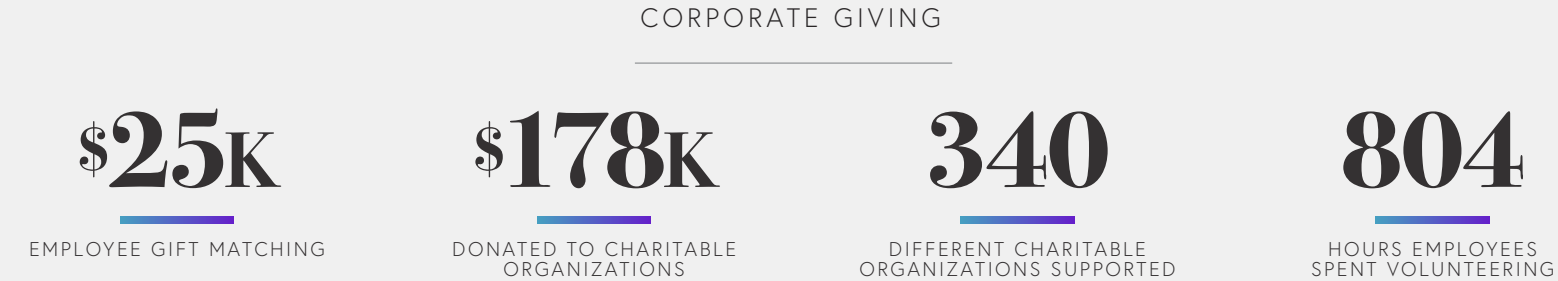 CORPORATE GIVING
$25K
EMPLOYEE GIFT MATCHING
$178K
DONATED TO CHARITABLE
ORGANIZATIONS
340
DIFFERENT CHARITABLE
ORGANIZATIONS SUPPORTED
804
HOURS EMPLOYEES
SPENT VOLUNTEERING